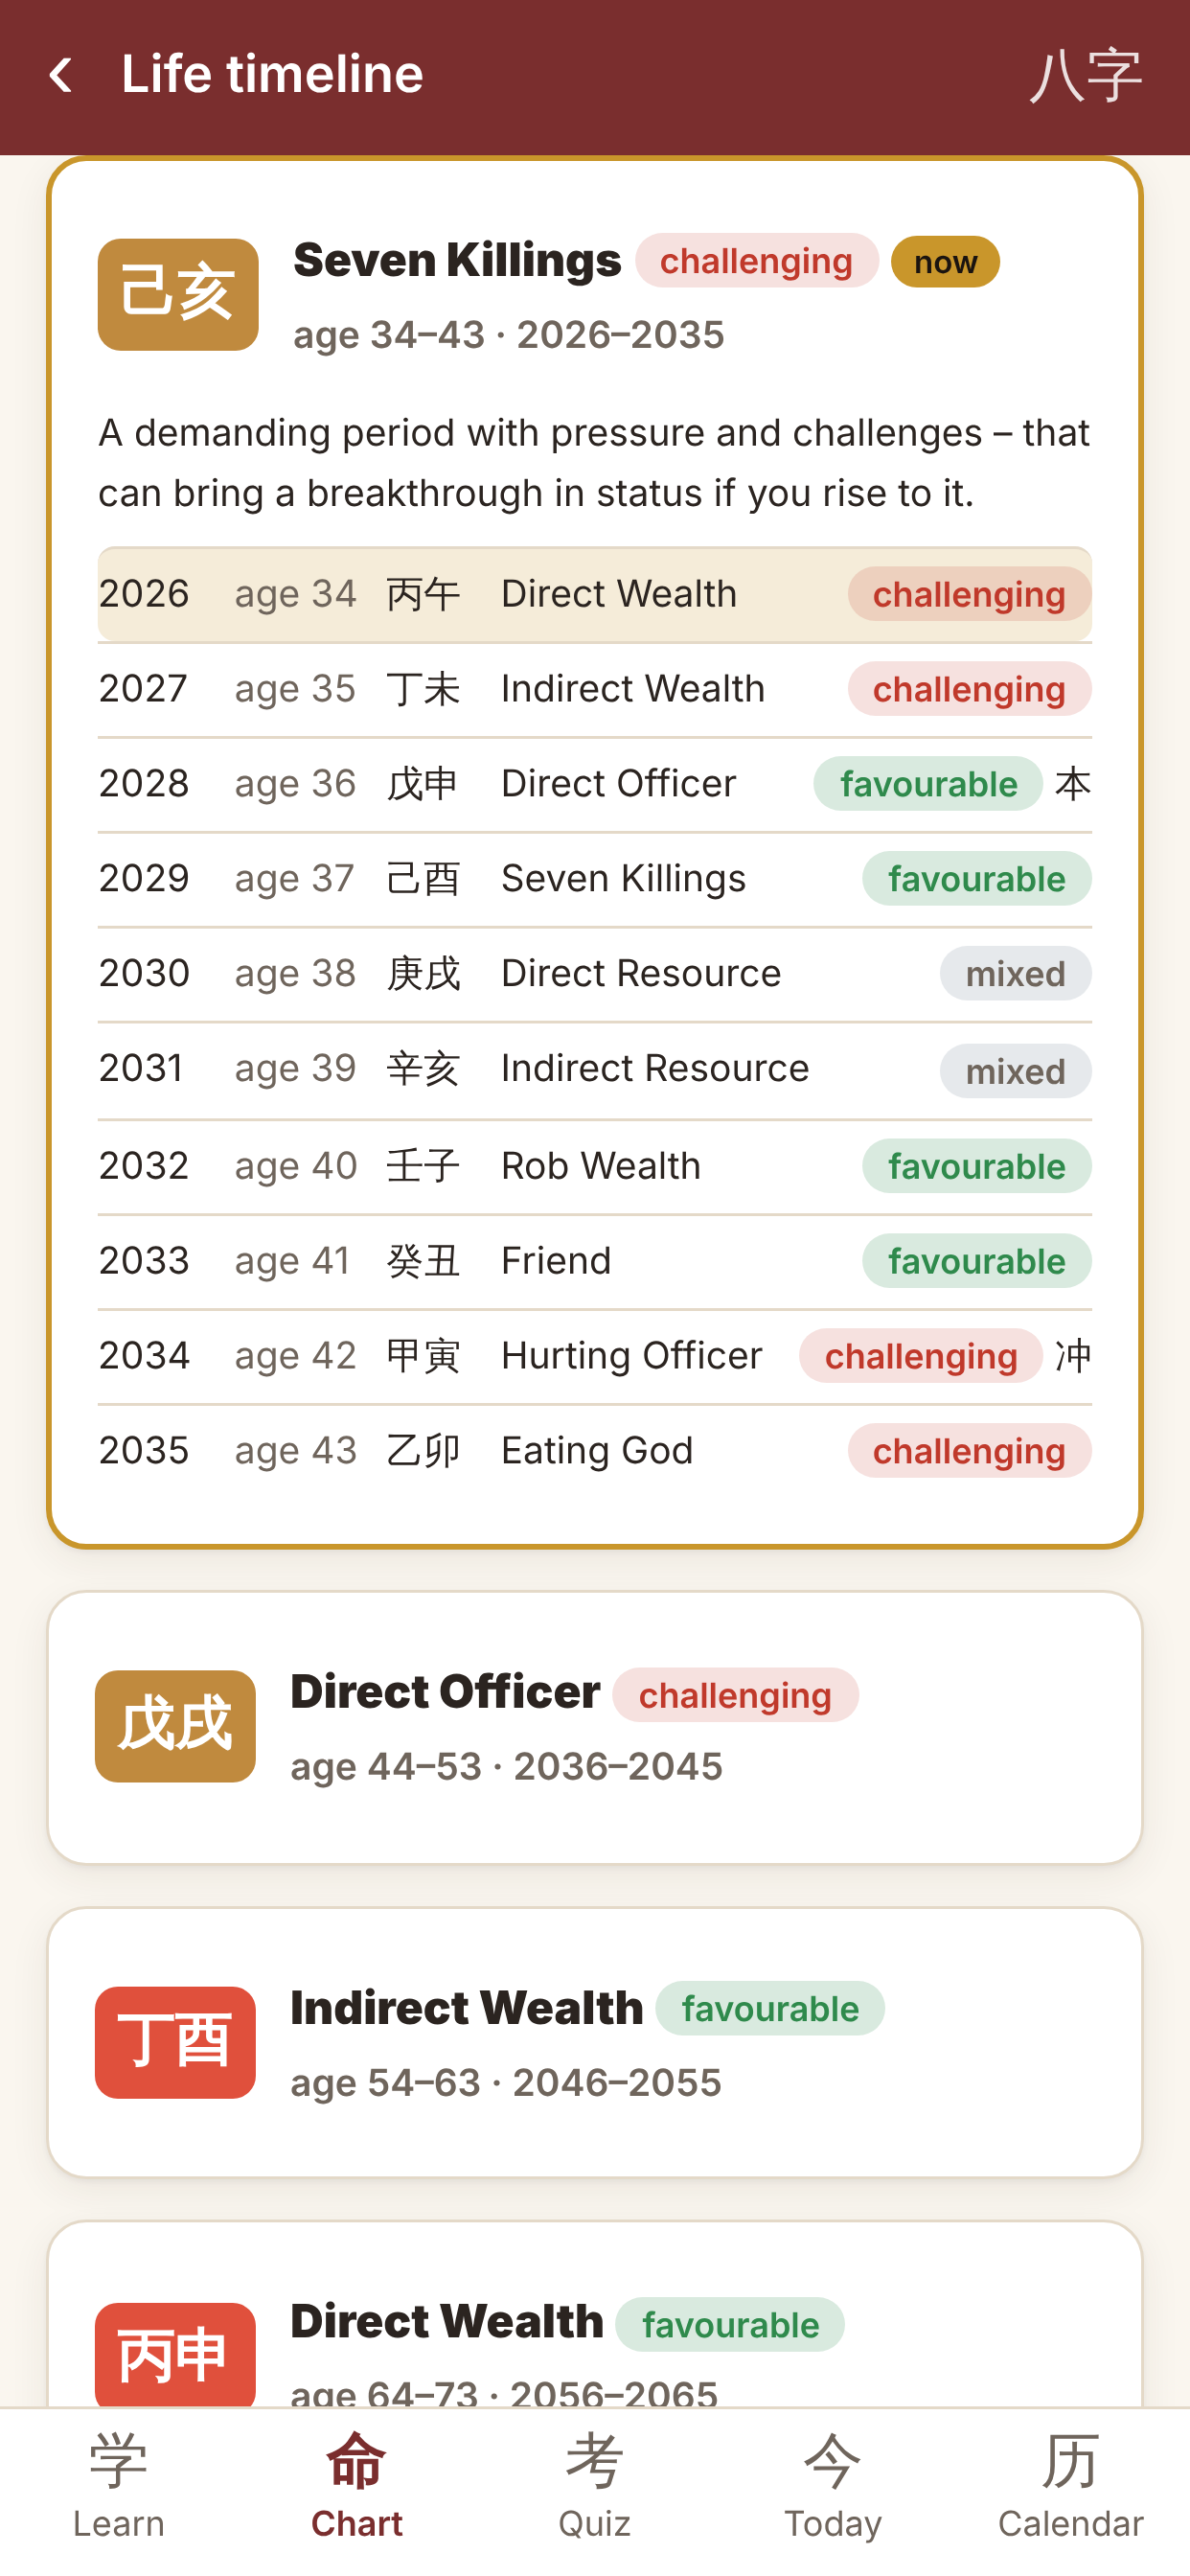 Life timeline 八字
己亥 Seven Killings challenging now
age 34–43 · 2026–2035
A demanding period with pressure and challenges – that
can bring a breakthrough in status if you rise to it.
2026 age 34 丙午 Direct Wealth challenging
2027 age 35 丁未 Indirect Wealth challenging
2028 age 36 戊申 Direct Officer favourable 本
2029 age 37 己酉 Seven Killings favourable
2030 age 38 庚戌 Direct Resource mixed
2031 age 39 辛亥 Indirect Resource mixed
2032 age 40 壬子 Rob Wealth favourable
2033 age 41 癸丑 Friend favourable
2034 age 42 甲寅 Hurting Officer challenging 冲
2035 age 43 乙卯 Eating God challenging
戊戌 Direct Officer challenging
age 44–53 · 2036–2045
丁酉 Indirect Wealth favourable
age 54–63 · 2046–2055
丙申 Direct Wealth favourable
age 64–73 · 2056–2065
学 命 考 今 历
Learn Chart Quiz Today Calendar